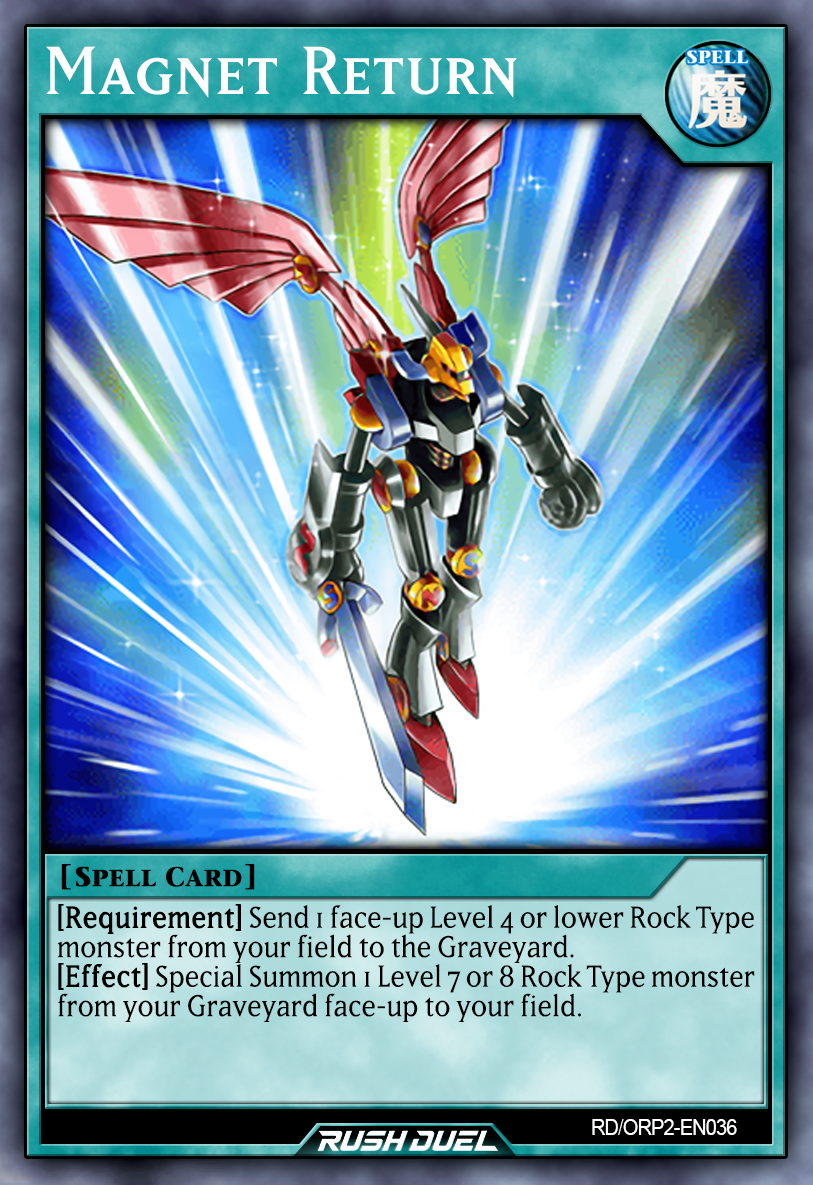 Magnet Return
SPELL
魔
[Spell Card]
[Requirement] Send 1 face-up Level 4 or lower Rock Type
monster from your field to the Graveyard.
[Effect] Special Summon 1 Level 7 or 8 Rock Type monster
from your Graveyard face-up to your field.
RUSH DUEL
RD/ORP2-EN036